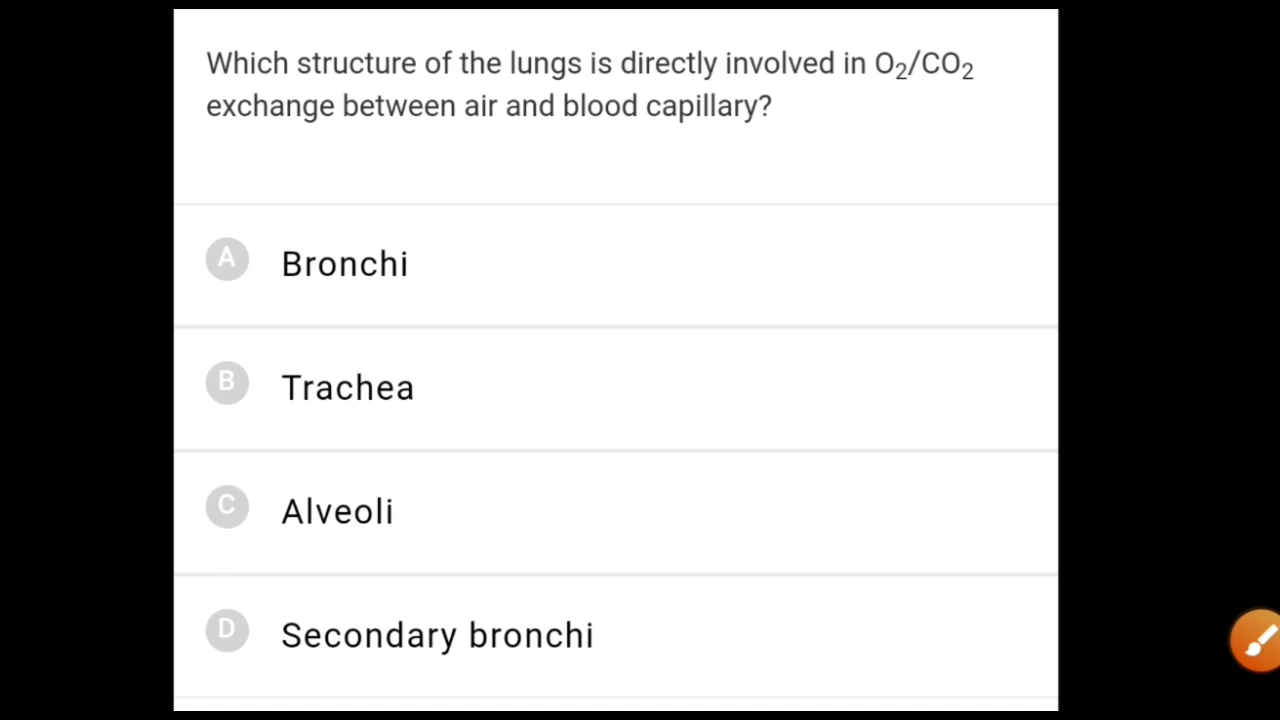 Which structure of the lungs is directly involved in O₂/CO₂
exchange between air and blood capillary?
A Bronchi
B Trachea
C Alveoli
D Secondary bronchi